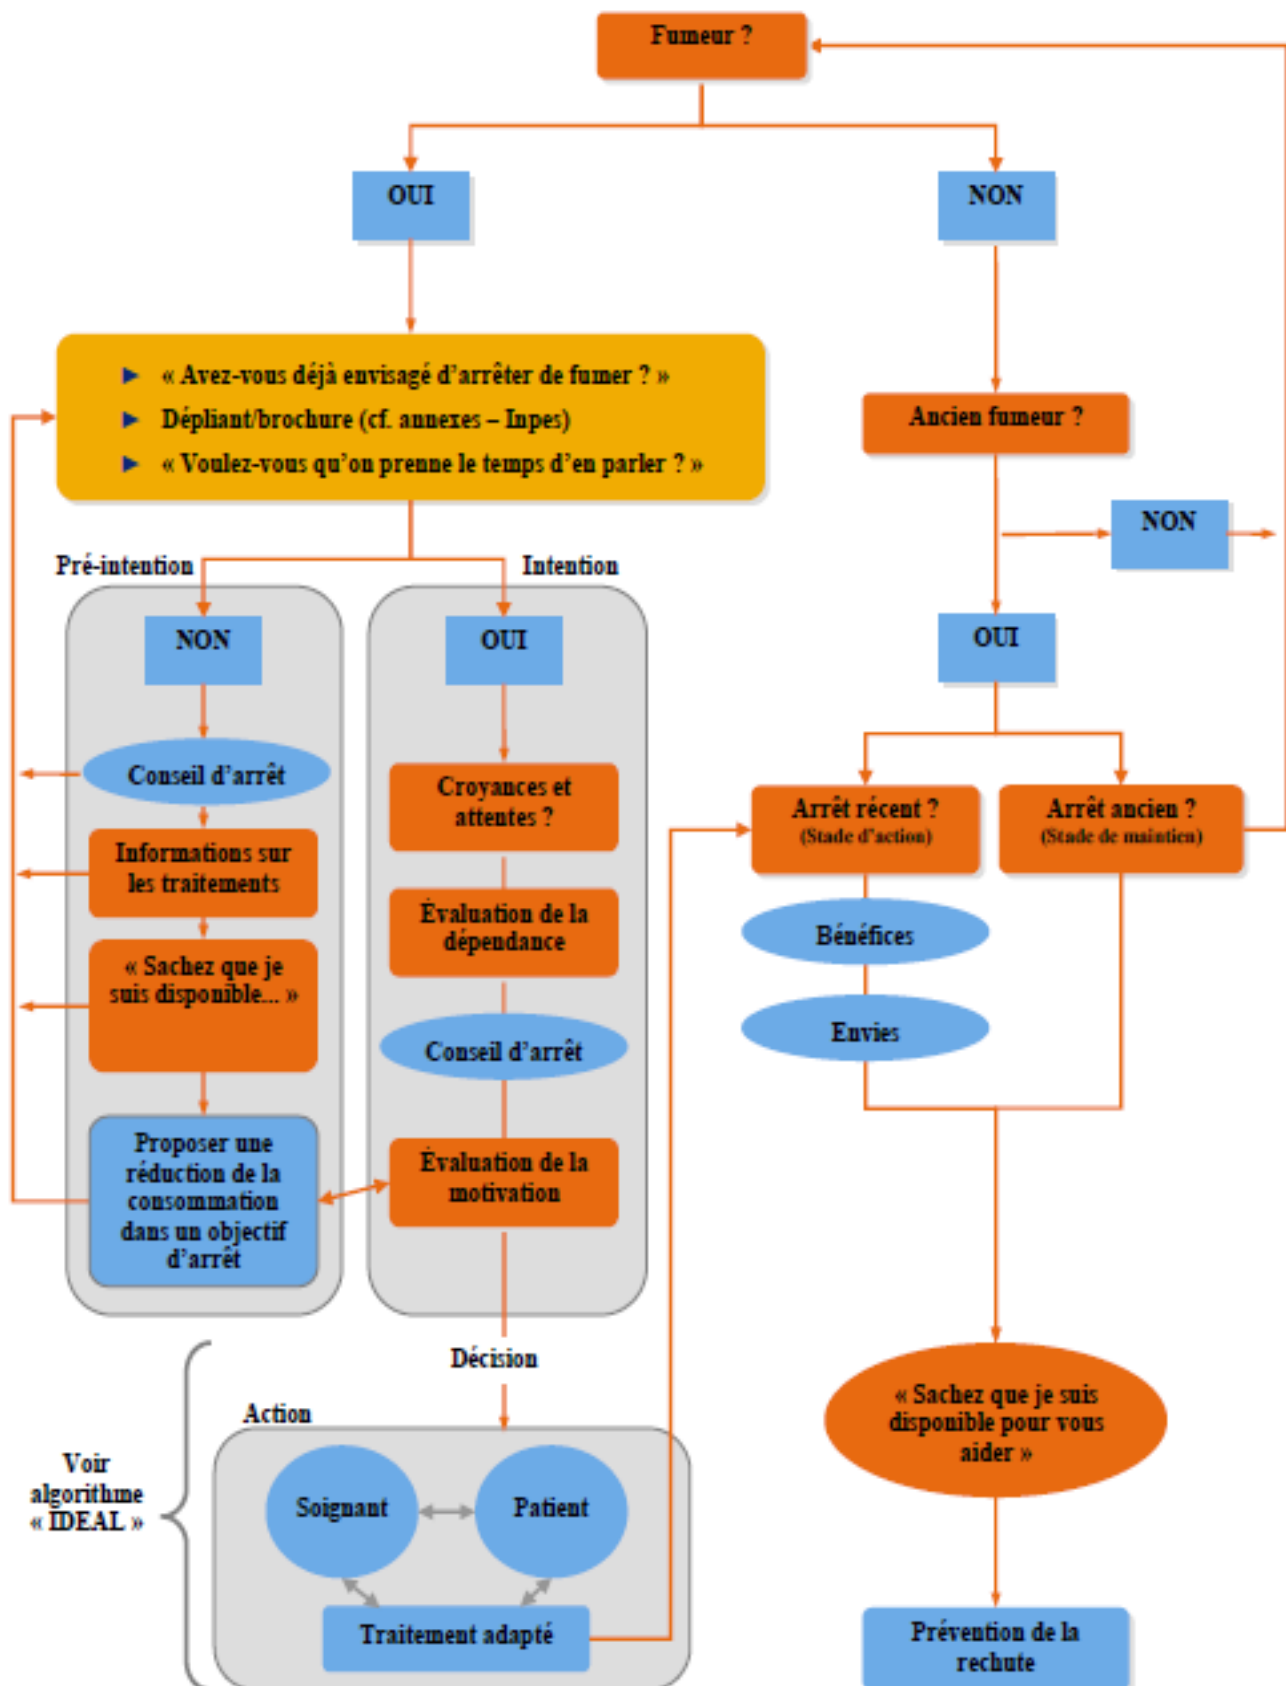 Fumeur ?
OUI
NON
► « Avez-vous déjà envisagé d’arrêter de fumer ? »
► Dépliant/brochure (cf. annexes – Inpes)
► « Voulez-vous qu’on prenne le temps d’en parler ? »
Ancien fumeur ?
NON
OUI
Pré-intention
Intention
NON
Conseil d’arrêt
Informations sur
les traitements
« Sachez que je
suis disponible... »
Proposer une
réduction de la
consommation
dans un objectif
d’arrêt
OUI
Croyances et
attentes ?
Évaluation de la
dépendance
Conseil d’arrêt
Évaluation de la
motivation
Arrêt récent ?
(Stade d’action)
Bénéfices
Envies
Arrêt ancien ?
(Stade de maintien)
Décision
Action
Voir
algorithme
« IDEAL »
Soignant
Patient
Traitement adapté
« Sachez que je suis
disponible pour vous
aider »
Prévention de la
rechute